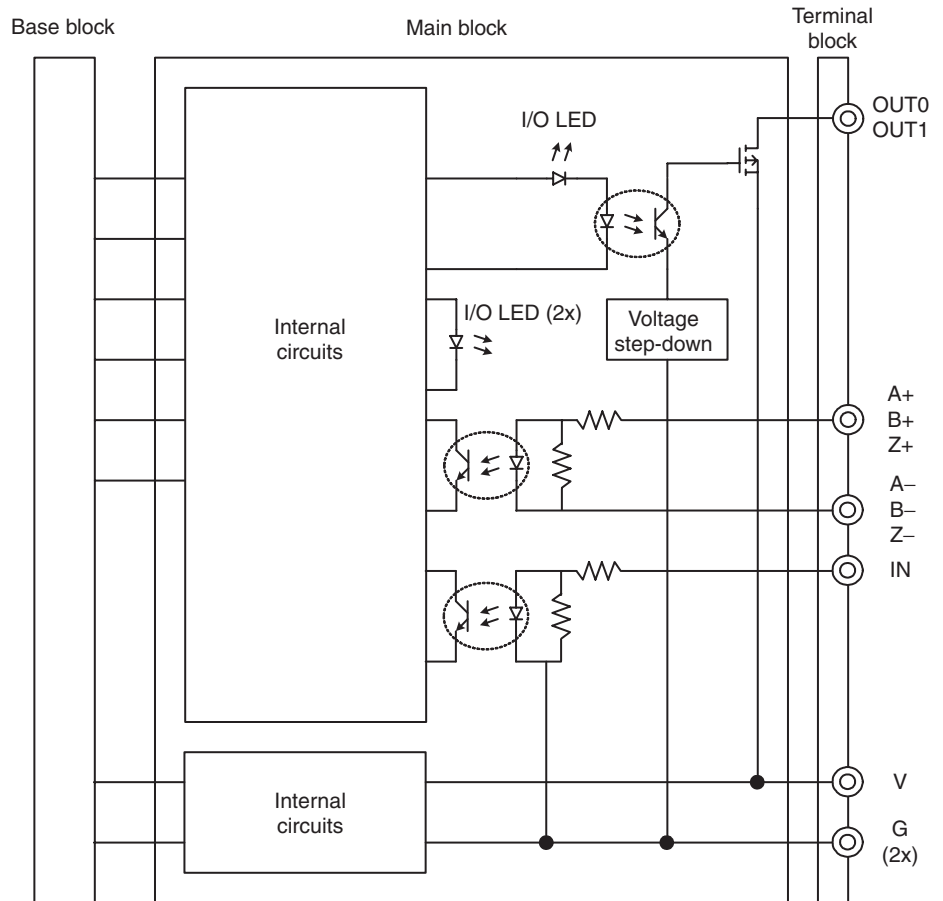 Base block
Main block
Terminal
block
OUT0
OUT1
I/O LED
I/O LED (2x)
Internal
circuits
Voltage
step-down
A+
B+
Z+
A−
B−
Z−
IN
Internal
circuits
V
G
(2x)